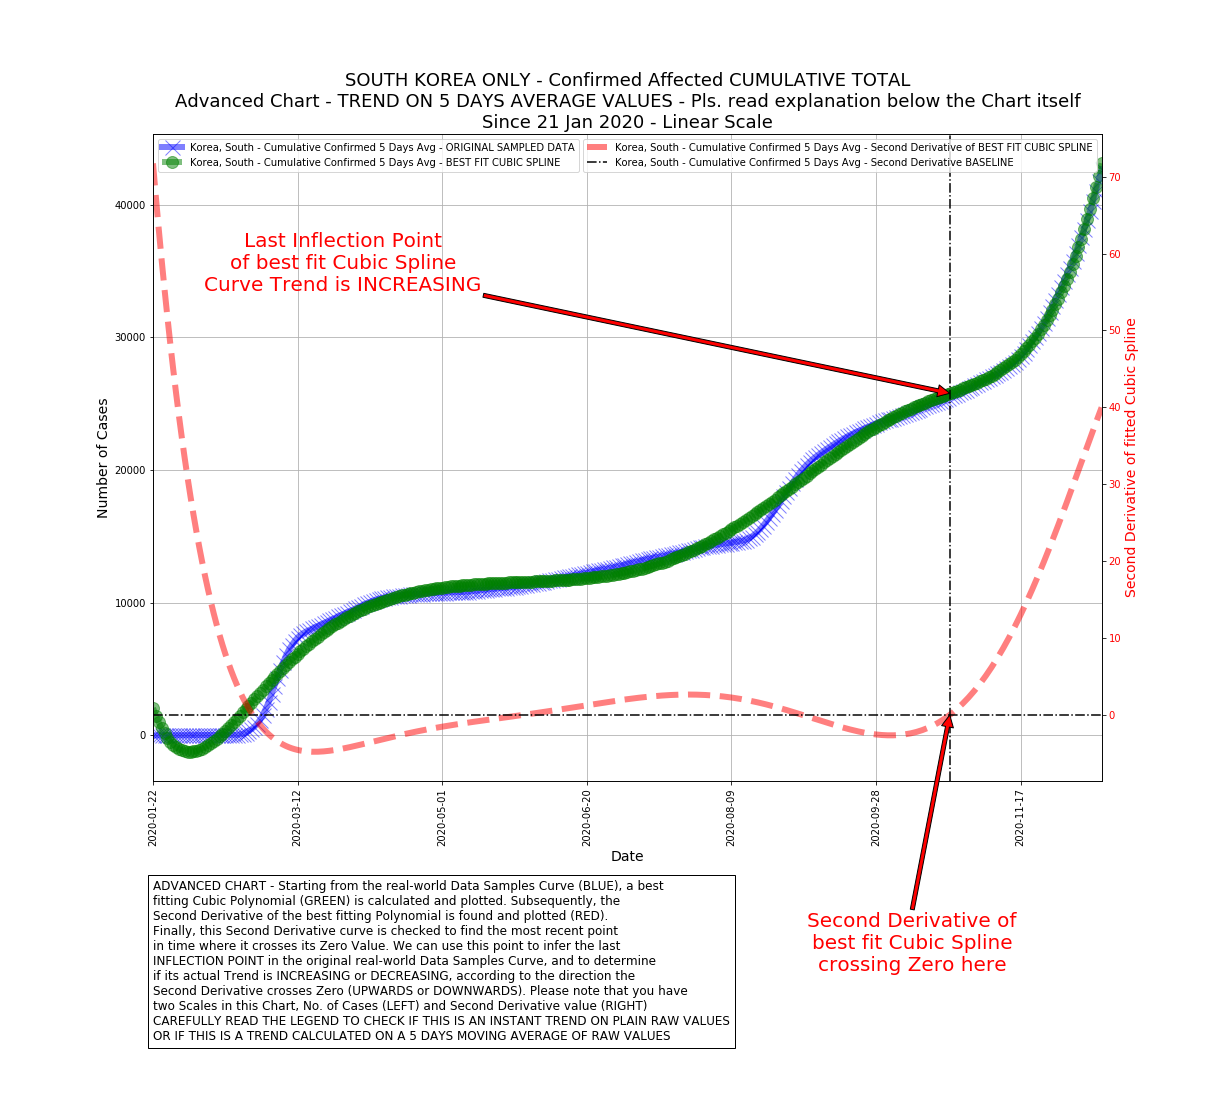 SOUTH KOREA ONLY - Confirmed Affected CUMULATIVE TOTAL
Advanced Chart - TREND ON 5 DAYS AVERAGE VALUES - Pls. read explanation below the Chart itself
Since 21 Jan 2020 - Linear Scale
Korea, South - Cumulative Confirmed 5 Days Avg - ORIGINAL SAMPLED DATA
Korea, South - Cumulative Confirmed 5 Days Avg - BEST FIT CUBIC SPLINE
Korea, South - Cumulative Confirmed 5 Days Avg - Second Derivative of BEST FIT CUBIC SPLINE
Korea, South - Cumulative Confirmed 5 Days Avg - Second Derivative BASELINE
Last Inflection Point
of best fit Cubic Spline
Curve Trend is INCREASING
Number of Cases
40000
30000
20000
10000
0
70
60
50
40
30
20
10
0
Second Derivative of fitted Cubic Spline
2020-01-22
2020-03-12
2020-05-01
2020-06-20
2020-08-09
2020-09-28
2020-11-17
Date
Second Derivative of
best fit Cubic Spline
crossing Zero here
ADVANCED CHART - Starting from the real-world Data Samples Curve (BLUE), a best
fitting Cubic Polynomial (GREEN) is calculated and plotted. Subsequently, the
Second Derivative of the best fitting Polynomial is found and plotted (RED).
Finally, this Second Derivative curve is checked to find the most recent point
in time where it crosses its Zero Value. We can use this point to infer the last
INFLECTION POINT in the original real-world Data Samples Curve, and to determine
if its actual Trend is INCREASING or DECREASING, according to the direction the
Second Derivative crosses Zero (UPWARDS or DOWNWARDS). Please note that you have
two Scales in this Chart, No. of Cases (LEFT) and Second Derivative value (RIGHT)
CAREFULLY READ THE LEGEND TO CHECK IF THIS IS AN INSTANT TREND ON PLAIN RAW VALUES
OR IF THIS IS A TREND CALCULATED ON A 5 DAYS MOVING AVERAGE OF RAW VALUES